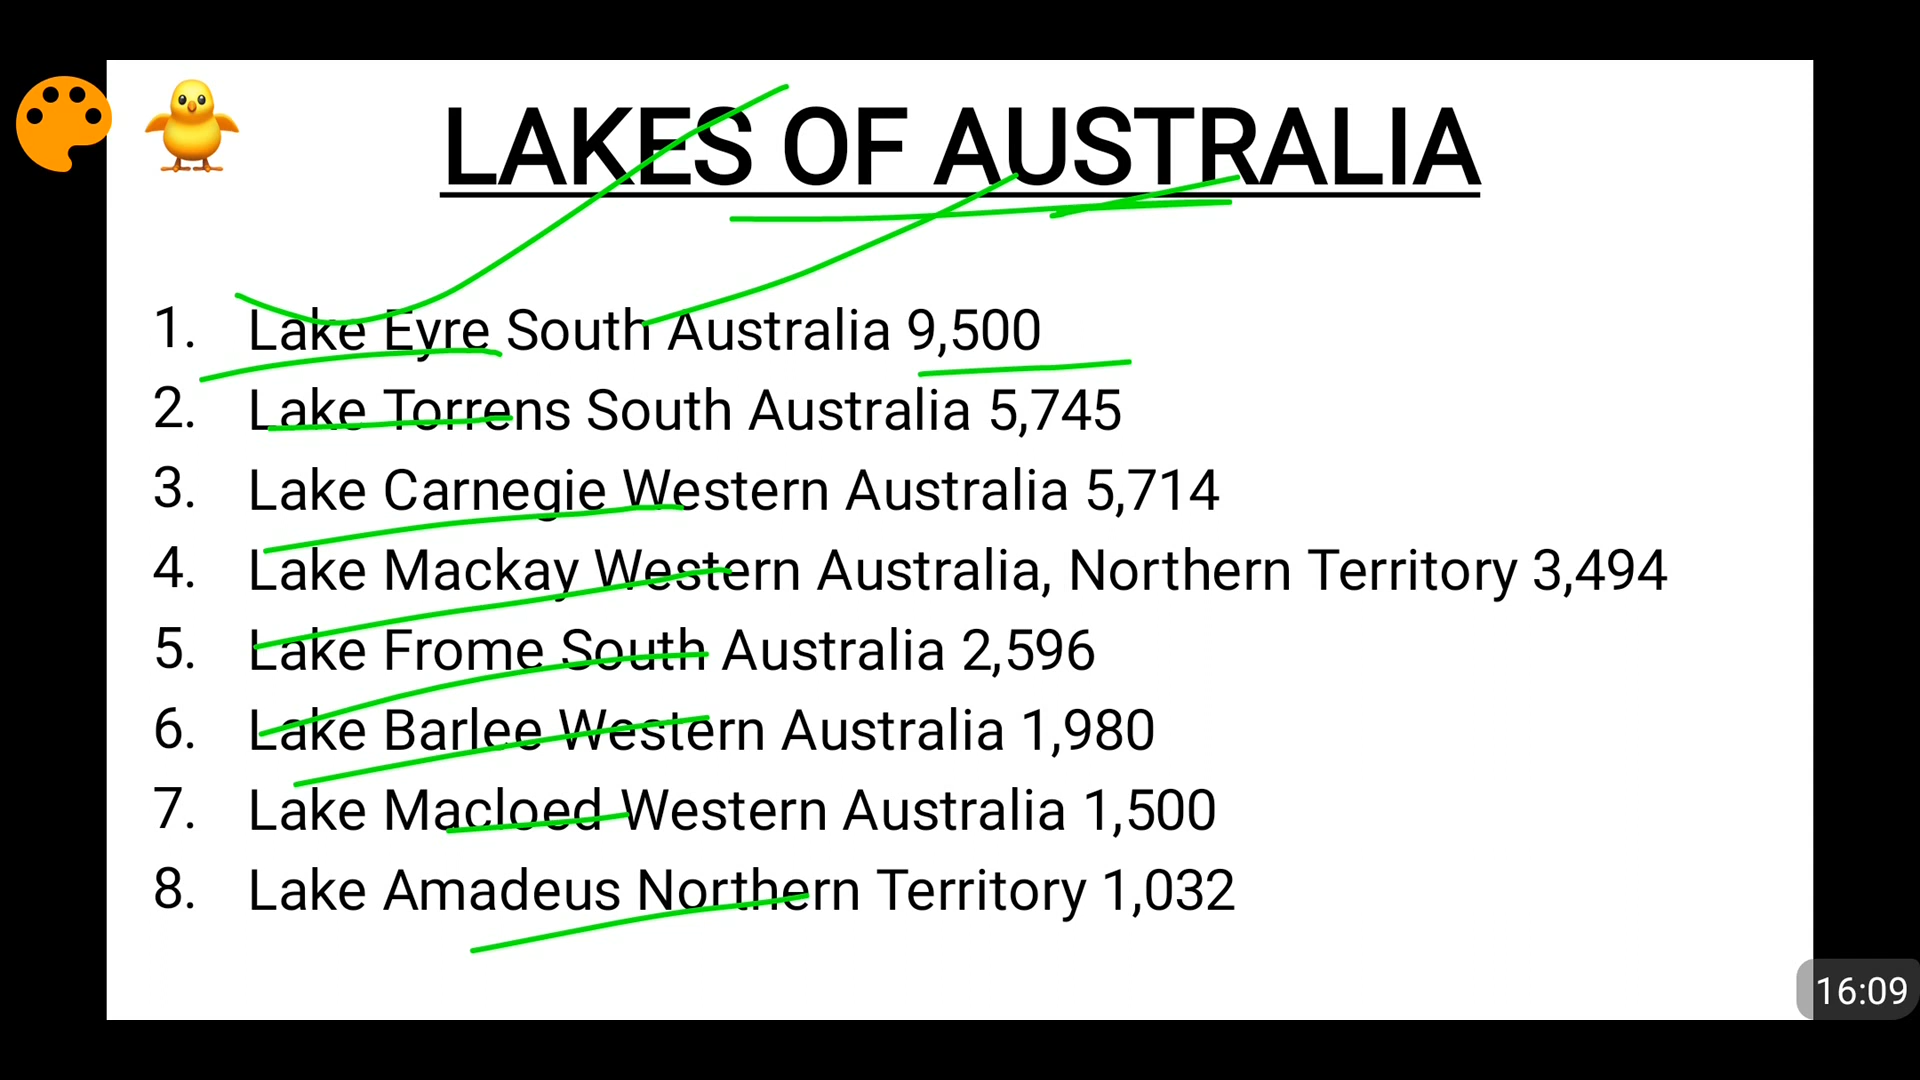 LAKES OF AUSTRALIA
1. Lake Eyre South Australia 9,500
2. Lake Torrens South Australia 5,745
3. Lake Carnegie Western Australia 5,714
4. Lake Mackay Western Australia, Northern Territory 3,494
5. Lake Frome South Australia 2,596
6. Lake Barlee Western Australia 1,980
7. Lake Macloed Western Australia 1,500
8. Lake Amadeus Northern Territory 1,032
16:09